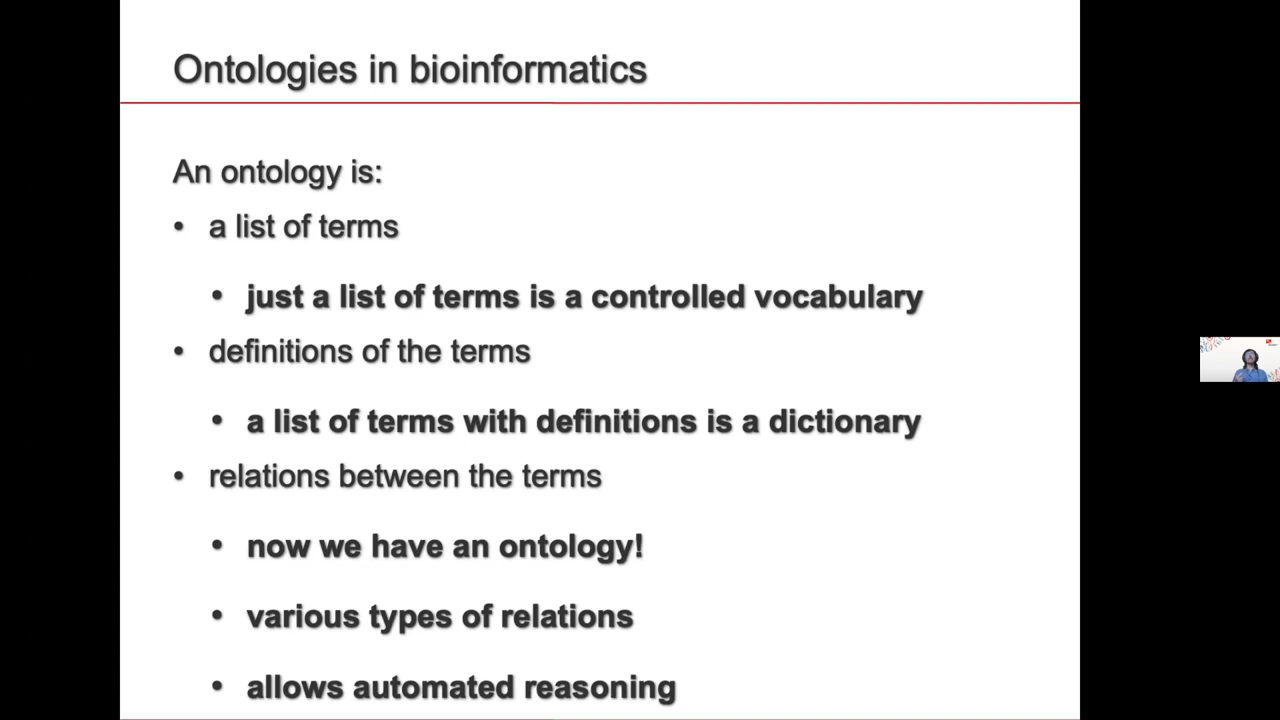 Ontologies in bioinformatics
An ontology is:
• a list of terms
• just a list of terms is a controlled vocabulary
• definitions of the terms
• a list of terms with definitions is a dictionary
• relations between the terms
• now we have an ontology!
• various types of relations
• allows automated reasoning